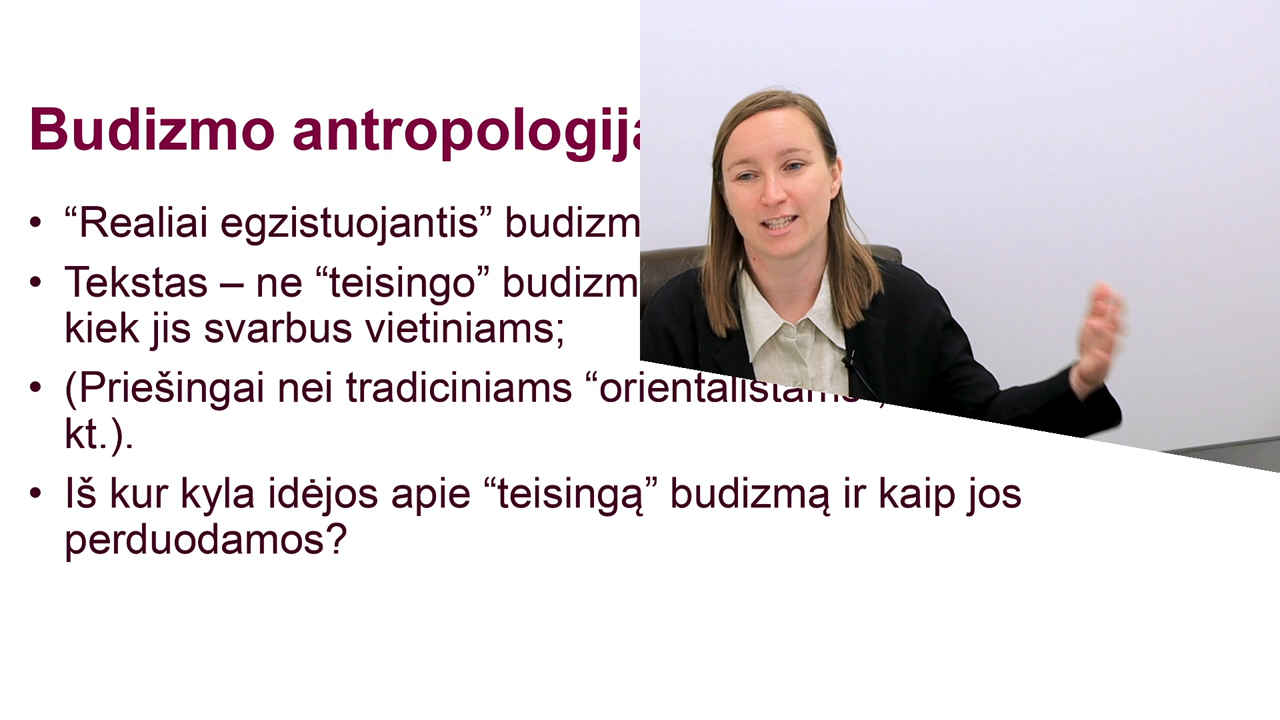 Budizmo antropologija
• “Realiai egzistuojantis” budizm
• Tekstas – ne “teisingo” budizm
kiek jis svarbus vietiniams;
• (Priešingai nei tradiciniams “orientalistams”,
kt.).
• Iš kur kyla idėjos apie “teisingą” budizmą ir kaip jos
perduodamos?